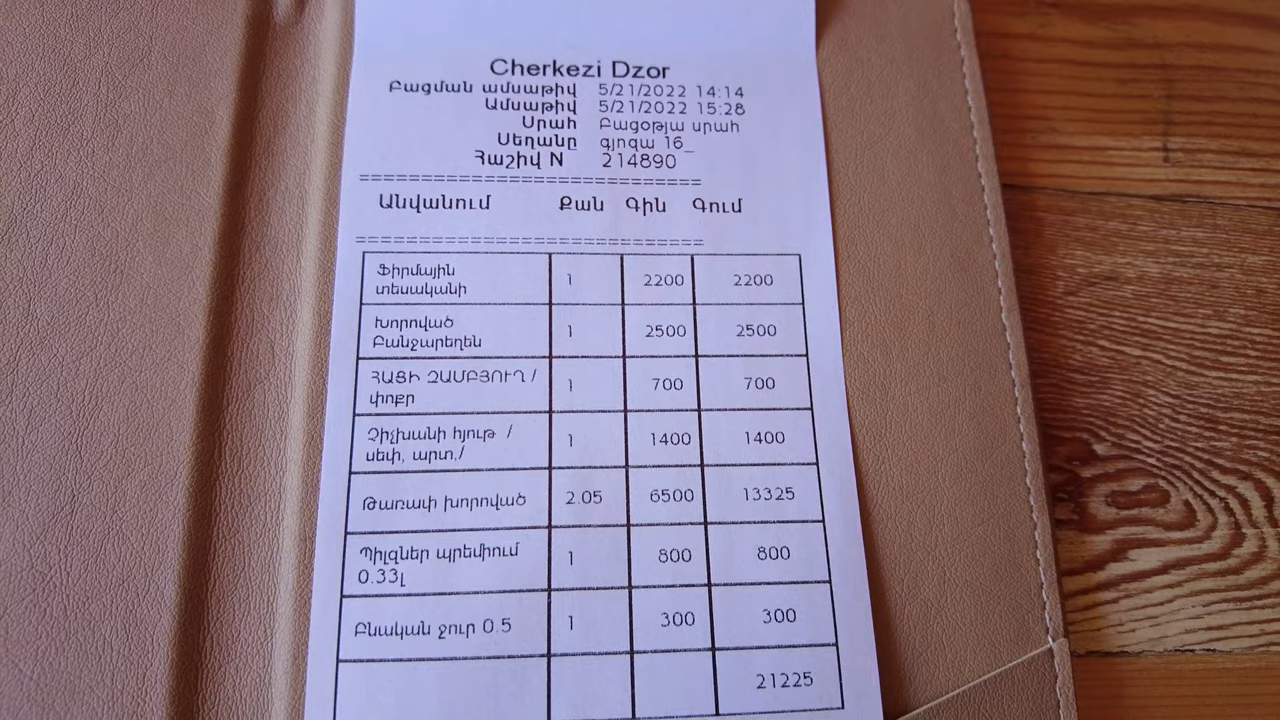 Cherkezi Dzor
Բացման ամսաթիվ 5/21/2022 14:14
Ամսաթիվ 5/21/2022 15:28
Սրահ Բացօթյա սրահ
Սեղանը գյոզա 16_
Հաշիվ N 214890
===========================
Անվանում Քան Գին Գում
===========================
Ֆիրմային
տեսականի 1 2200 2200
Խորոված
Բանջարեղեն 1 2500 2500
ՀԱՑԻ ԶԱՄԲՅՈՒՂ /
փոքր 1 700 700
Չիչխանի հյութ /
սեփ, արտ,/ 1 1400 1400
Թառափ խորոված 2.05 6500 13325
Պիլզներ պրեմիում
0.33լ 1 800 800
Բնական ջուր 0.5 1 300 300
21225